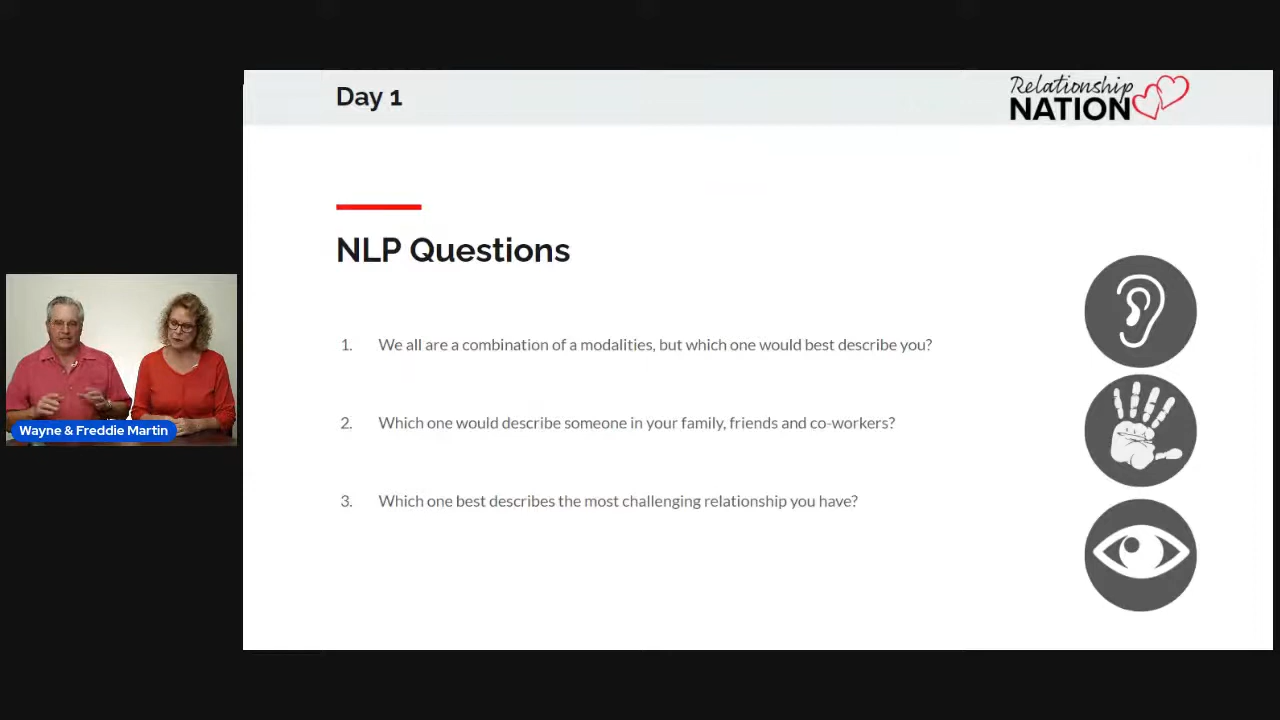 Day 1
Relationship
NATION
NLP Questions
1. We all are a combination of a modalities, but which one would best describe you?
2. Which one would describe someone in your family, friends and co-workers?
3. Which one best describes the most challenging relationship you have?
Wayne & Freddie Martin